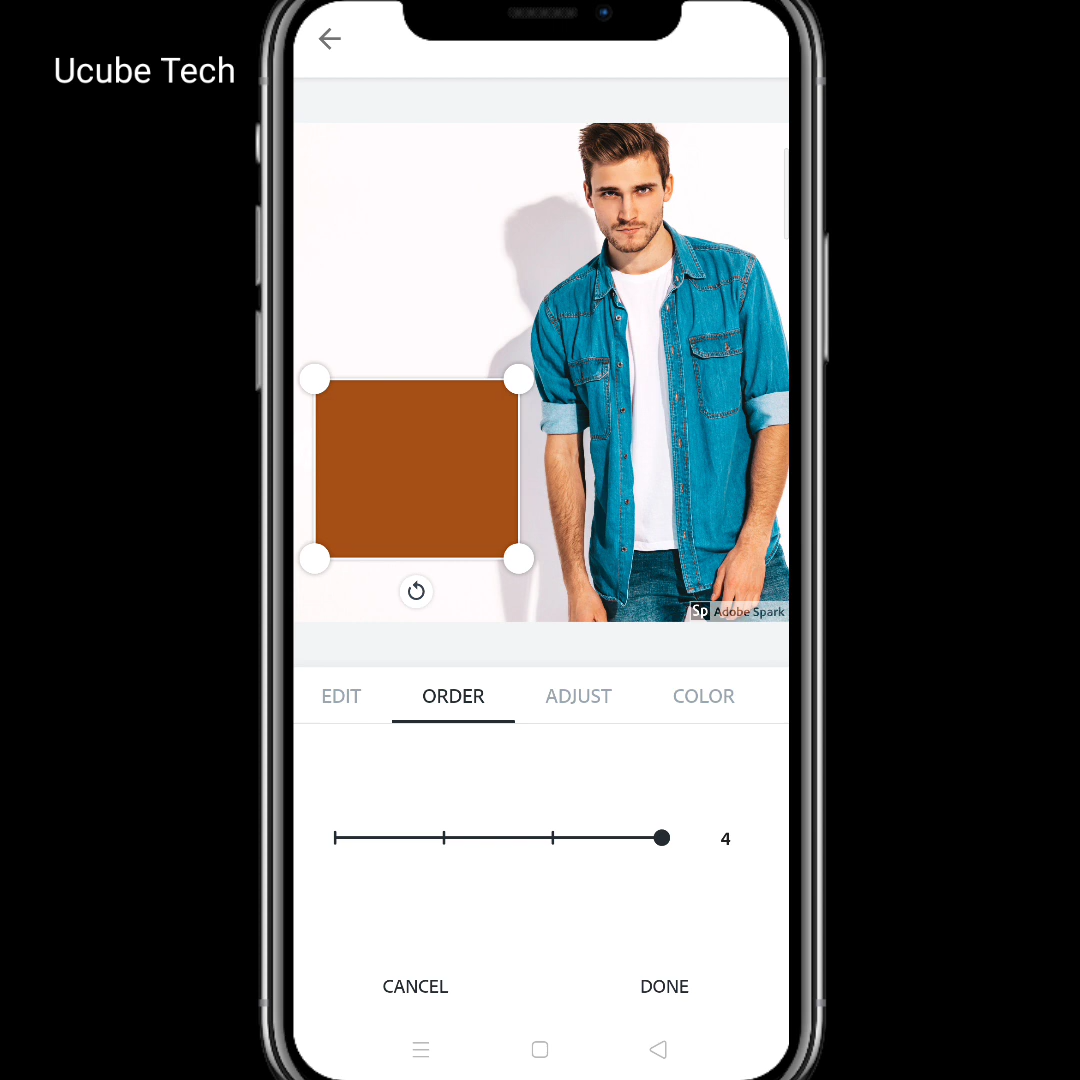 Ucube Tech
Sp Adobe Spark
EDIT ORDER ADJUST COLOR
4
CANCEL DONE